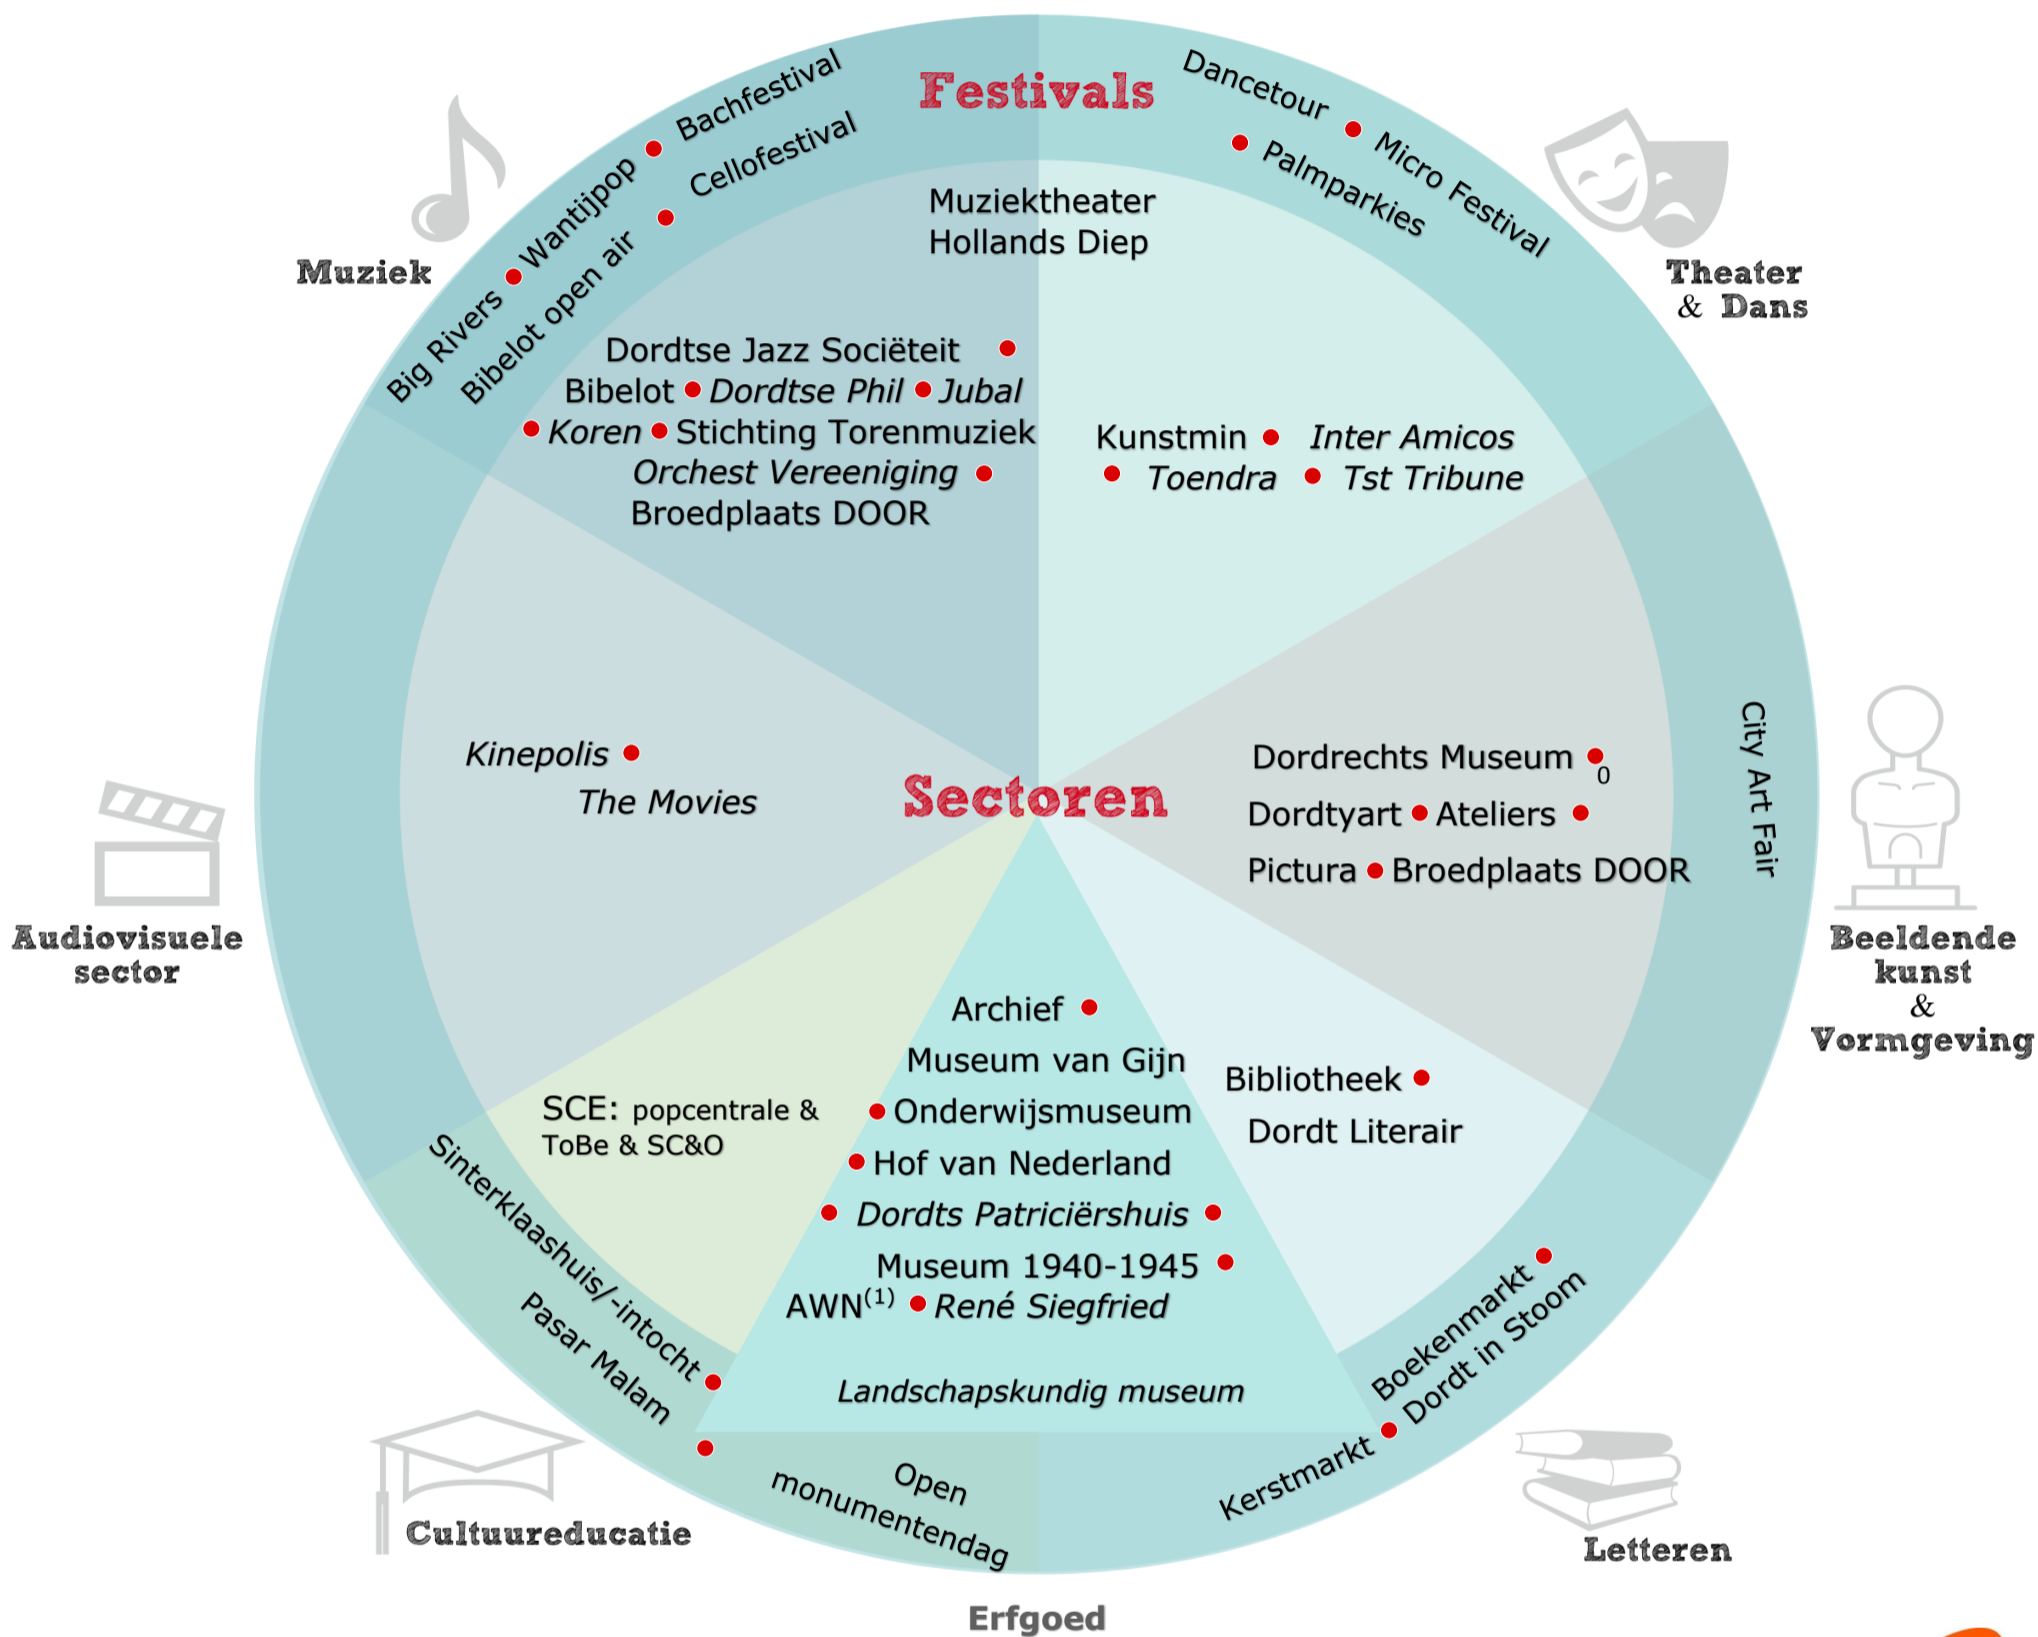 Festivals
Bachfestival
Cellofestival
Wantijpop
Bibelot open air
Big Rivers
Dancetour
Micro Festival
Palmparkies
Muziek
Theater
& Dans
Muziektheater
Hollands Diep
Dordtse Jazz Sociëteit
Bibelot Dordtse Phil Jubal
Koren Stichting Torenmuziek
Orchest Vereeniging
Broedplaats DOOR
Kunstmin Inter Amicos
Toendra Tst Tribune
Kinepolis
The Movies
Sectoren
Dordrechts Museum
0
Dordtyart Ateliers
Pictura Broedplaats DOOR
City Art Fair
Audiovisuele
sector
Beeldende
kunst
&
Vormgeving
Archief
Museum van Gijn
Onderwijsmuseum
Hof van Nederland
Dordts Patriciërshuis
Museum 1940-1945
AWN(1) René Siegfried
Landschapskundig museum
Bibliotheek
Dordt Literair
SCE: popcentrale &
ToBe & SC&O
Sinterklaashuis/-intocht
Pasar Malam
Open
monumentendag
Boekenmarkt
Dordt in Stoom
Kerstmarkt
Cultuureducatie
Letteren
Erfgoed